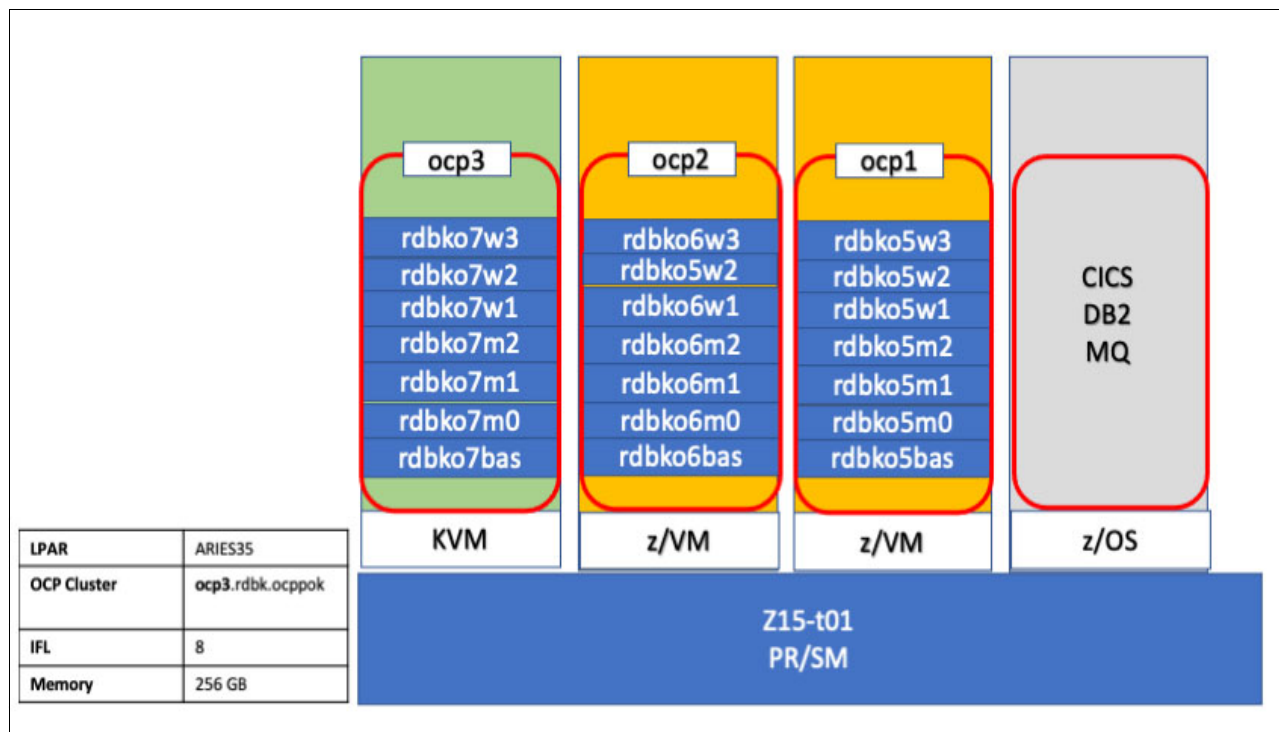 ocp3
rdbko7w3
rdbko7w2
rdbko7w1
rdbko7m2
rdbko7m1
rdbko7m0
rdbko7bas
KVM
ocp2
rdbko6w3
rdbko5w2
rdbko6w1
rdbko6m2
rdbko6m1
rdbko6m0
rdbko6bas
z/VM
ocp1
rdbko5w3
rdbko5w2
rdbko5w1
rdbko5m2
rdbko5m1
rdbko5m0
rdbko5bas
z/VM
CICS
DB2
MQ
z/OS
LPAR ARIES35
OCP Cluster ocp3.rdbk.ocppok
IFL 8
Memory 256 GB
Z15-t01
PR/SM